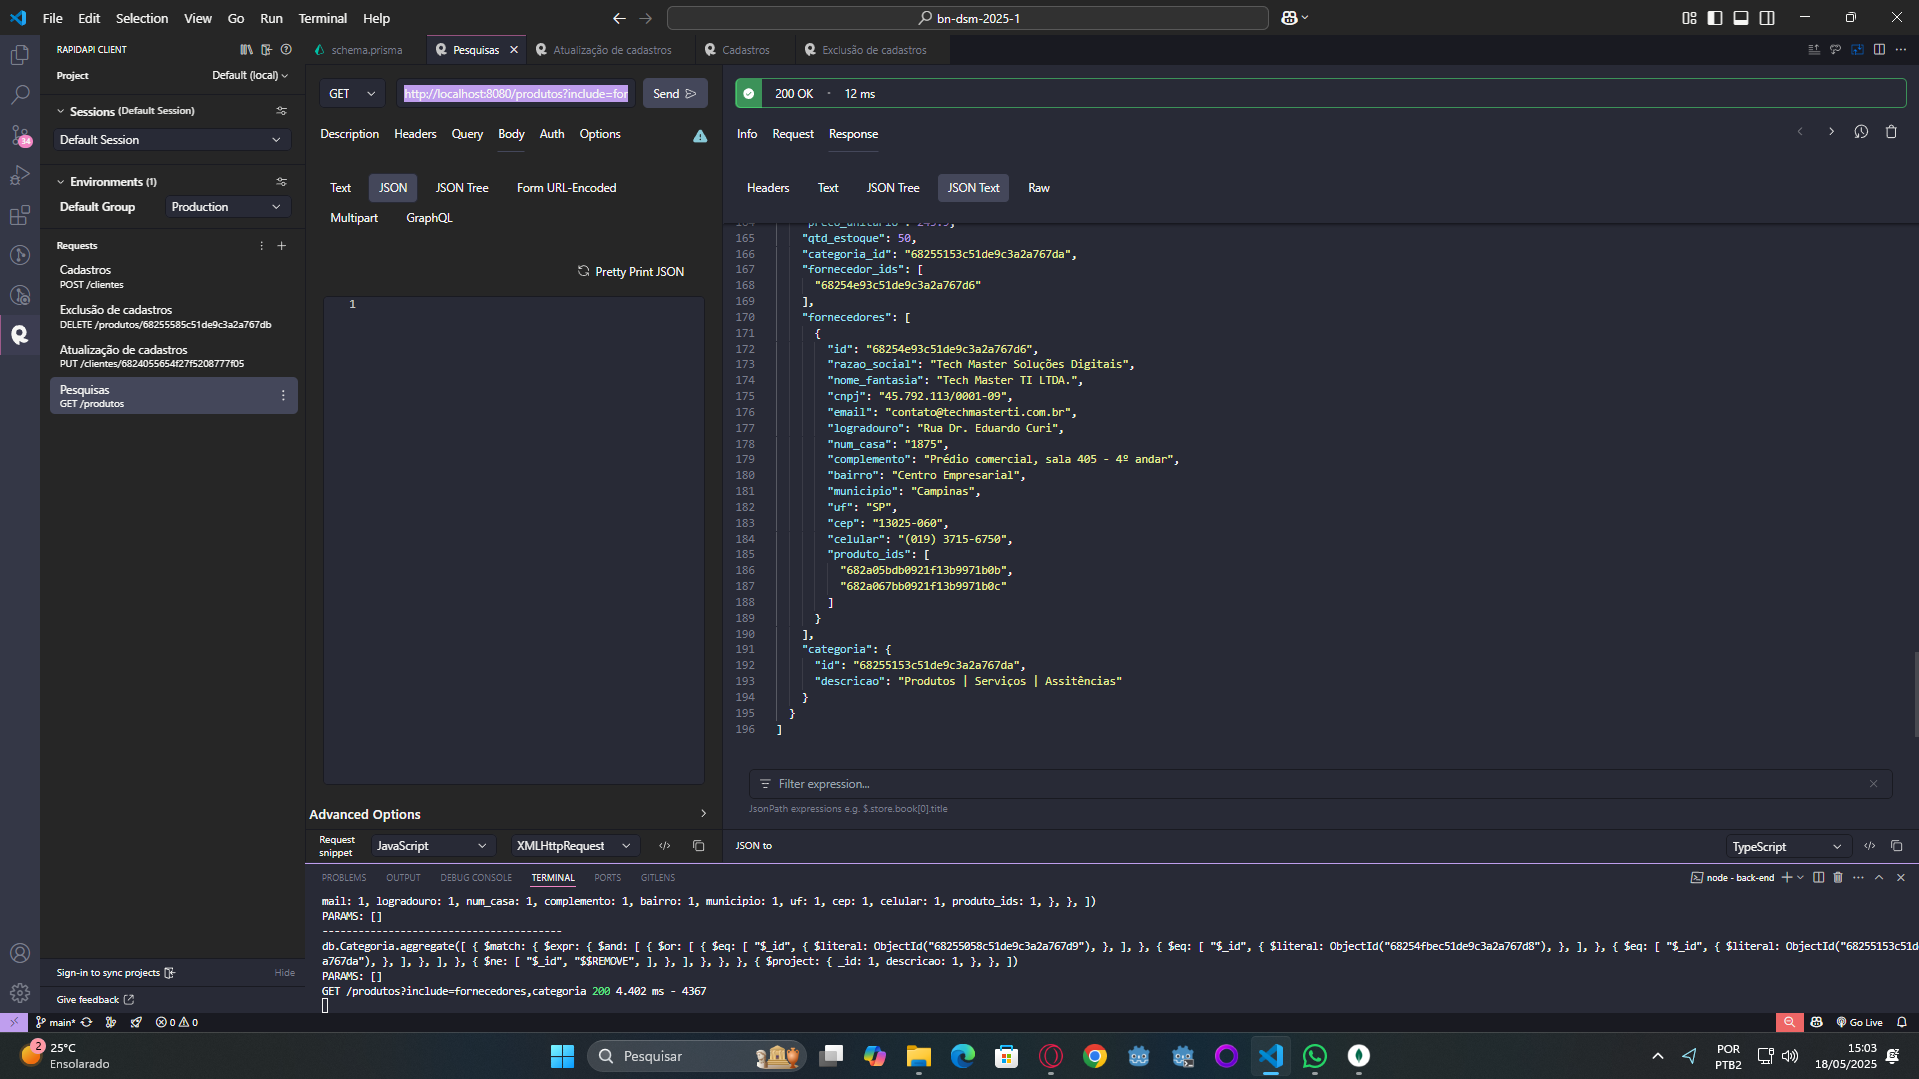 File Edit Selection View Go Run Terminal Help
bn-dsm-2025-1
RAPIDAPI CLIENT
schema.prisma
Pesquisas
Atualização de cadastros
Cadastros
Exclusão de cadastros
Project
Default (local)
Sessions (Default Session)
Default Session
Environments (1)
Default Group
Production
Requests
Cadastros
POST /clientes
Exclusão de cadastros
DELETE /produtos/68255585c51de9c3a2a767db
Atualização de cadastros
PUT /clientes/6824055654f27f5208777f05
Pesquisas
GET /produtos
Sign-in to sync projects
Hide
Give feedback
34
GET
http://localhost:8080/produtos?include=for
Send
Description Headers Query Body Auth Options
Text JSON JSON Tree Form URL-Encoded
Multipart GraphQL
Pretty Print JSON
1
Advanced Options
Request snippet
JavaScript
XMLHttpRequest
200 OK • 12 ms
Info Request Response
Headers Text JSON Tree JSON Text Raw
164 "preco_unitario": 249.9,
165 "qtd_estoque": 50,
166 "categoria_id": "68255153c51de9c3a2a767da",
167 "fornecedor_ids": [
168 "68254e93c51de9c3a2a767d6"
169 ],
170 "fornecedores": [
171 {
172 "id": "68254e93c51de9c3a2a767d6",
173 "razao_social": "Tech Master Soluções Digitais",
174 "nome_fantasia": "Tech Master TI LTDA.",
175 "cnpj": "45.792.113/0001-09",
176 "email": "contato@techmasterti.com.br",
177 "logradouro": "Rua Dr. Eduardo Curi",
178 "num_casa": "1875",
179 "complemento": "Prédio comercial, sala 405 - 4º andar",
180 "bairro": "Centro Empresarial",
181 "municipio": "Campinas",
182 "uf": "SP",
183 "cep": "13025-060",
184 "celular": "(019) 3715-6750",
185 "produto_ids": [
186 "682a05bdb0921f13b9971b0b",
187 "682a067bb0921f13b9971b0c"
188 ]
189 }
190 ],
191 "categoria": {
192 "id": "68255153c51de9c3a2a767da",
193 "descricao": "Produtos | Serviços | Assitências"
194 }
195 }
196 ]
Filter expression...
JsonPath expressions e.g. $.store.book[0].title
JSON to
TypeScript
PROBLEMS OUTPUT DEBUG CONSOLE TERMINAL PORTS GITLENS
node - back-end
mail: 1, logradouro: 1, num_casa: 1, complemento: 1, bairro: 1, municipio: 1, uf: 1, cep: 1, celular: 1, produto_ids: 1, }, }, ])
PARAMS: []
----------------------------------------
db.Categoria.aggregate([ { $match: { $expr: { $and: [ { $or: [ { $eq: [ "$_id", { $literal: ObjectId("68255058c51de9c3a2a767d9"), }, ], }, { $eq: [ "$_id", { $literal: ObjectId("68254fbec51de9c3a2a767d8"), }, ], }, { $eq: [ "$_id", { $literal: ObjectId("68255153c51de9c3a2
a767da"), }, ], }, ], }, { $ne: [ "$_id", "$$REMOVE", ], }, ], }, }, }, { $project: { _id: 1, descricao: 1, }, }, ])
PARAMS: []
GET /produtos?include=fornecedores,categoria 200 4.402 ms - 4367
main*
0 0
Go Live
2
25°C
Ensolarado
Pesquisar
POR
PTB2
15:03
18/05/2025